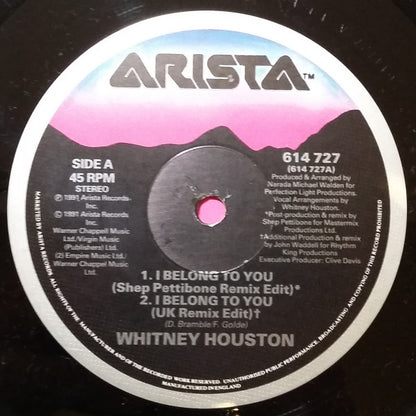 ARISTA™
SIDE A
45 RPM
STEREO
℗ 1991 Arista Records-
Inc.
© 1991 Arista Records-
Inc.
Warner Chappell Music
Ltd./Virgin Music
(Publishers) Ltd.
(2) Empire Music Ltd./
Warner Chappell Music
Ltd.
614 727
(614 727A)
Produced & Arranged by
Narada Michael Walden for
Perfection Light Productions.
Vocal Arrangements by
Whitney Houston.
*Post-production & remix by
Shep Pettibone for Mastermix
Productions Ltd.
†Additional Production & remix
by John Waddell for Rhythm
King Productions
Executive Producer: Clive Davis
1. I BELONG TO YOU
(Shep Pettibone Remix Edit)*
2. I BELONG TO YOU
(UK Remix Edit)†
(D. Bramble/F. Golde)
WHITNEY HOUSTON
ALL RIGHTS OF THE MANUFACTURER AND OF THE OWNER OF THE RECORDED WORK RESERVED. UNAUTHORISED PUBLIC PERFORMANCE, BROADCASTING AND COPYING OF THIS RECORD PROHIBITED
MANUFACTURED IN ENGLAND